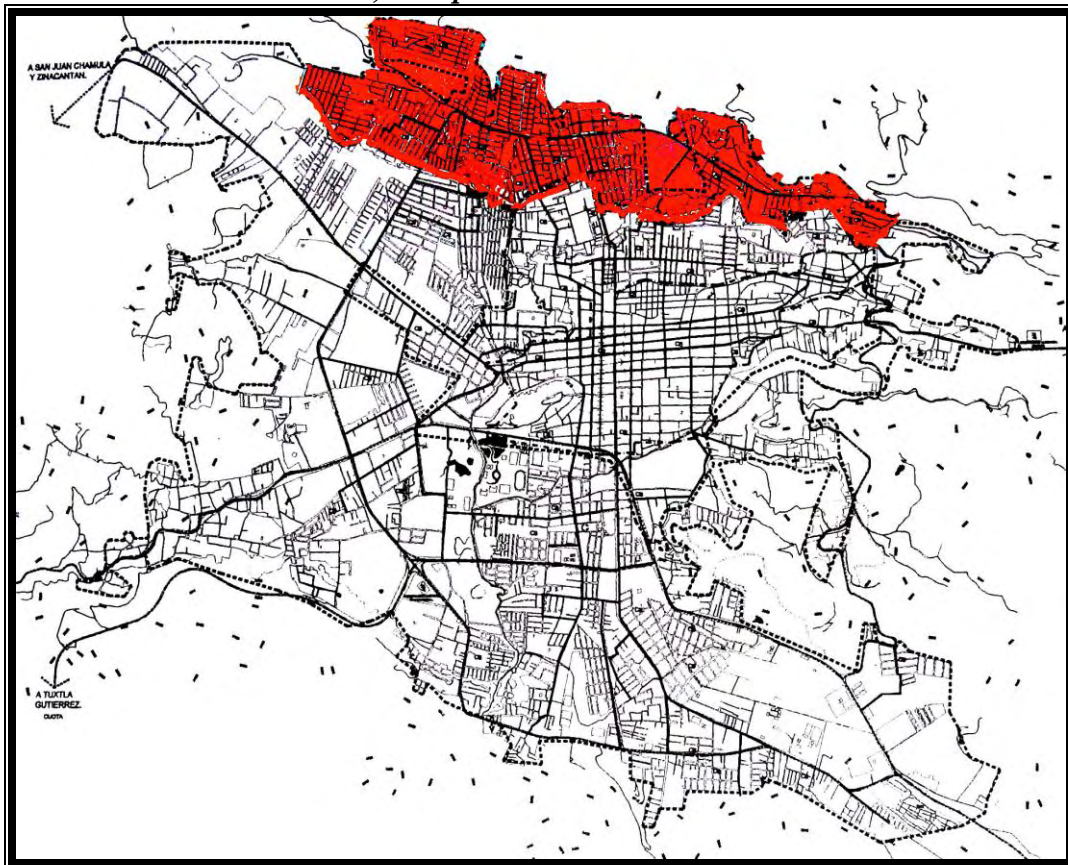 A SAN JUAN CHAMULA
Y ZINACANTAN.
A TUXTLA
GUTIERREZ.
CUOTA